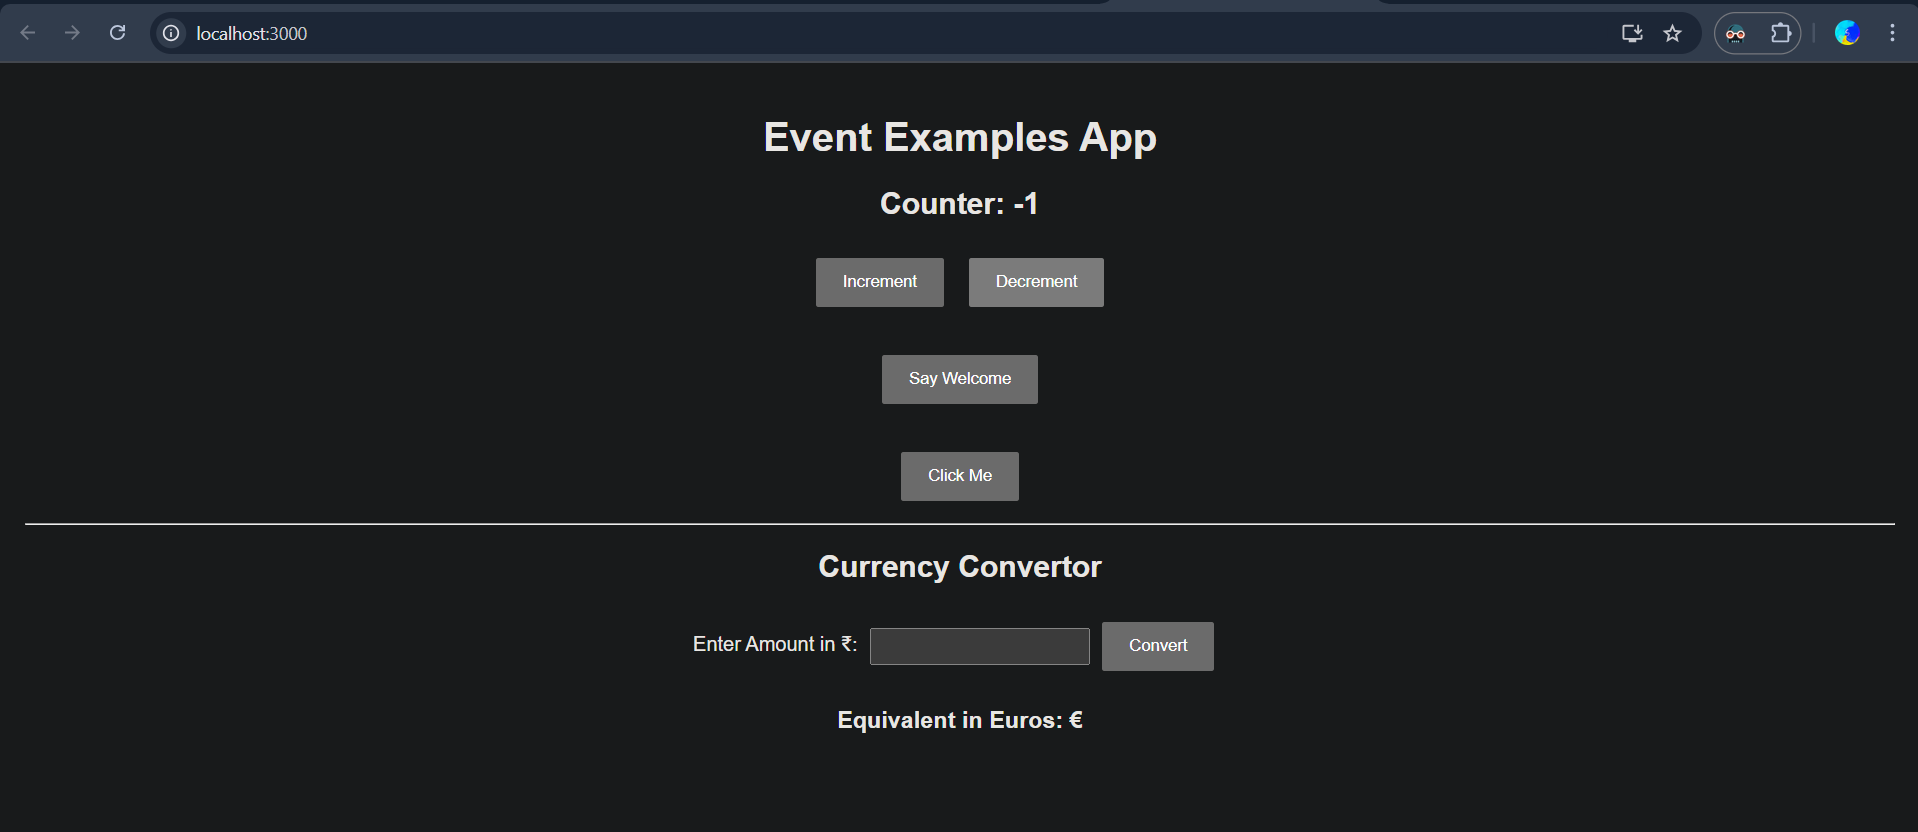 localhost:3000
Event Examples App
Counter: -1
Increment Decrement
Say Welcome
Click Me
Currency Convertor
Enter Amount in ₹: Convert
Equivalent in Euros: €